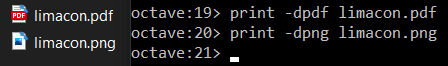 limacon.pdf
limacon.png
octave:19> print -dpdf limacon.pdf
octave:20> print -dpng limacon.png
octave:21>